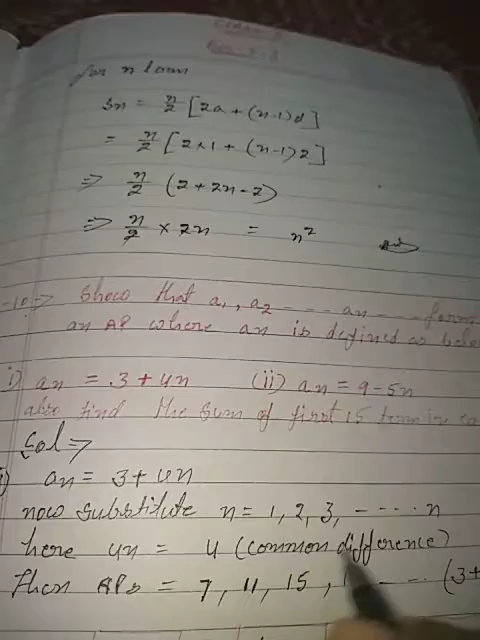 for n term
Sn = n/2 [2a + (n-1)d]
= n/2 [2×1 + (n-1)2]
=> n/2 (2+2n-2)
=> n/2 × 2n = n²
-10 => Show that a₁, a₂ ---- an ---- form
an AP where an is defined as belo
i) an = 3+4n (ii) an = 9-5n
also find the sum of first 15 term in
Sol =>
) an = 3+4n
now substitute n = 1, 2, 3, ---- n
here 4n = 4 (common difference)
then APs = 7, 11, 15, ---- (3+